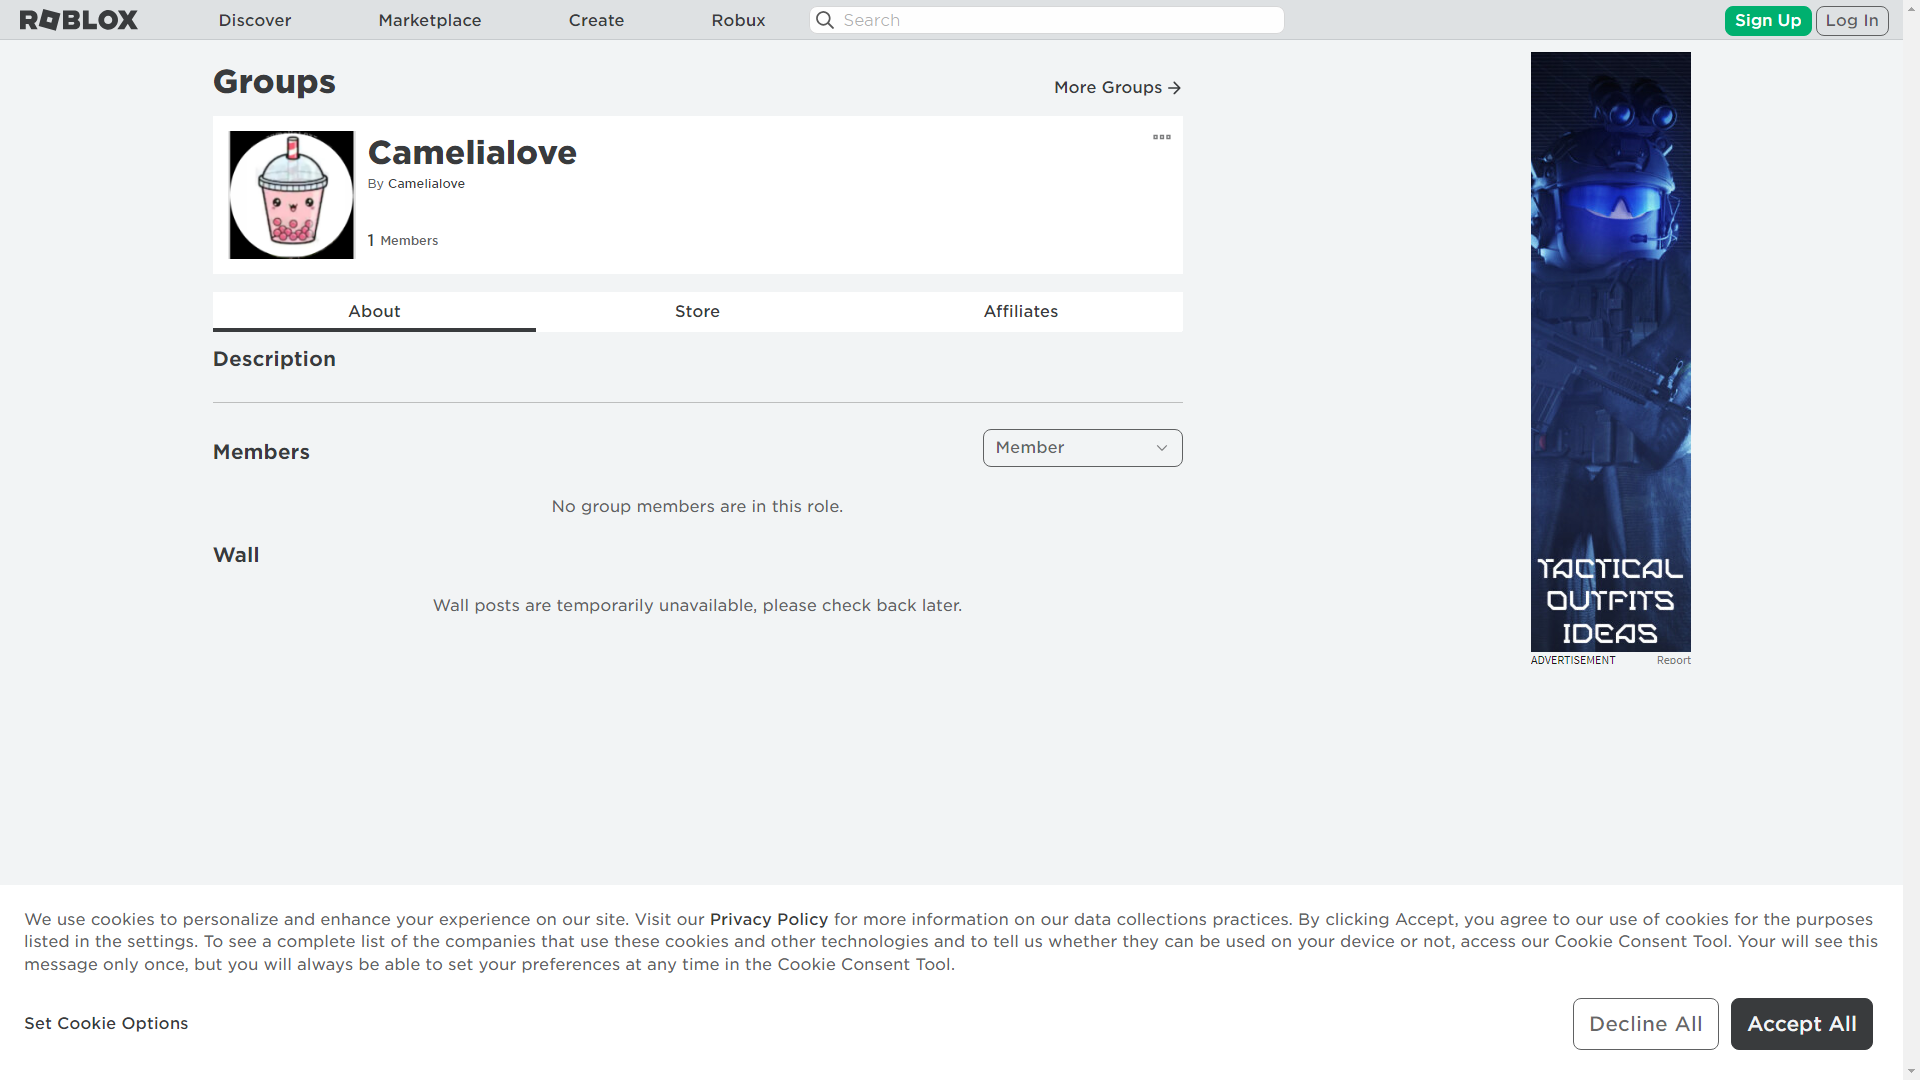 ROBLOX
Discover
Marketplace
Create
Robux
Search
Sign Up
Log In
Groups
More Groups
Camelialove
By Camelialove
1 Members
About
Store
Affiliates
Description
Members
Member
No group members are in this role.
Wall
Wall posts are temporarily unavailable, please check back later.
TACTICAL
OUTFITS
IDEAS
ADVERTISEMENT
Report
We use cookies to personalize and enhance your experience on our site. Visit our Privacy Policy for more information on our data collections practices. By clicking Accept, you agree to our use of cookies for the purposes
listed in the settings. To see a complete list of the companies that use these cookies and other technologies and to tell us whether they can be used on your device or not, access our Cookie Consent Tool. Your will see this
message only once, but you will always be able to set your preferences at any time in the Cookie Consent Tool.
Set Cookie Options
Decline All
Accept All